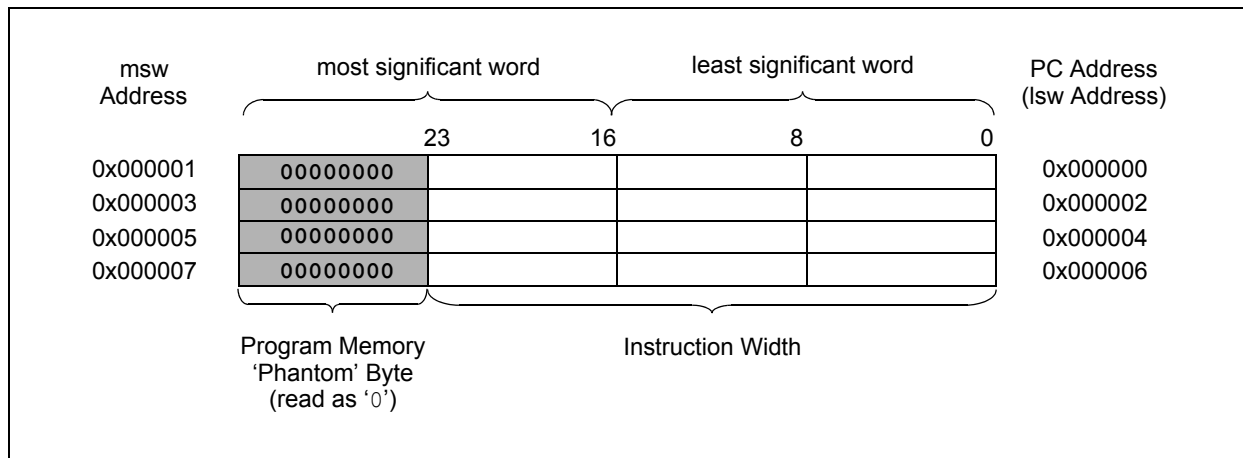 msw
Address
most significant word
least significant word
PC Address
(lsw Address)
23
16
8
0
0x000001
00000000
0x000000
0x000003
00000000
0x000002
0x000005
00000000
0x000004
0x000007
00000000
0x000006
Program Memory
‘Phantom’ Byte
(read as ‘0’)
Instruction Width